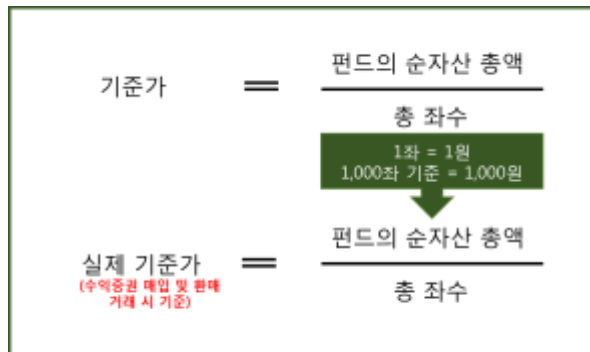 펀드의 순자산 총액
기준가 =
총 좌수
1좌 = 1원
1,000좌 기준 = 1,000원
펀드의 순자산 총액
실제 기준가 =
(수익증권 매입 및 판매
거래 시 기준)
총 좌수